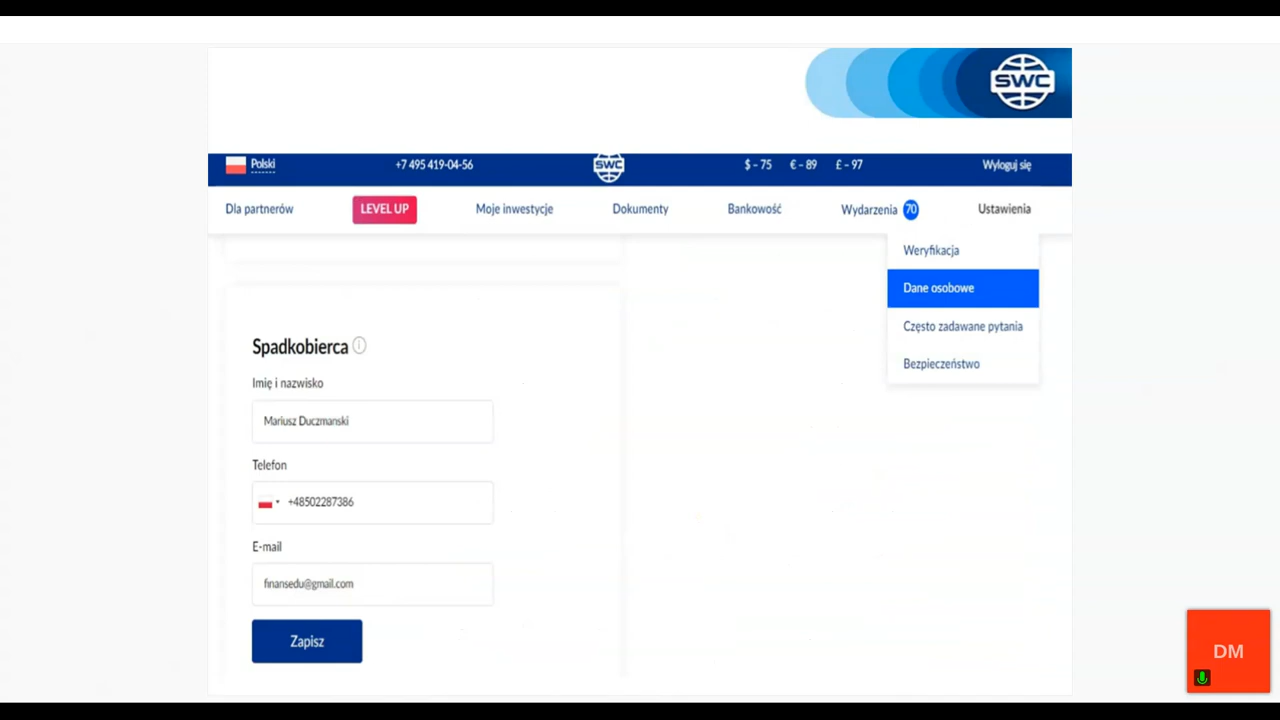 SWC
Polski
+7 495 419-04-56
SWC
$ – 75 € – 89 £ – 97
Wyloguj się
Dla partnerów
LEVEL UP
Moje inwestycje
Dokumenty
Bankowość
Wydarzenia 70
Ustawienia
Weryfikacja
Dane osobowe
Często zadawane pytania
Bezpieczeństwo
Spadkobierca
Imię i nazwisko
Mariusz Duczmanski
Telefon
+48502287386
E-mail
finansedu@gmail.com
Zapisz
DM